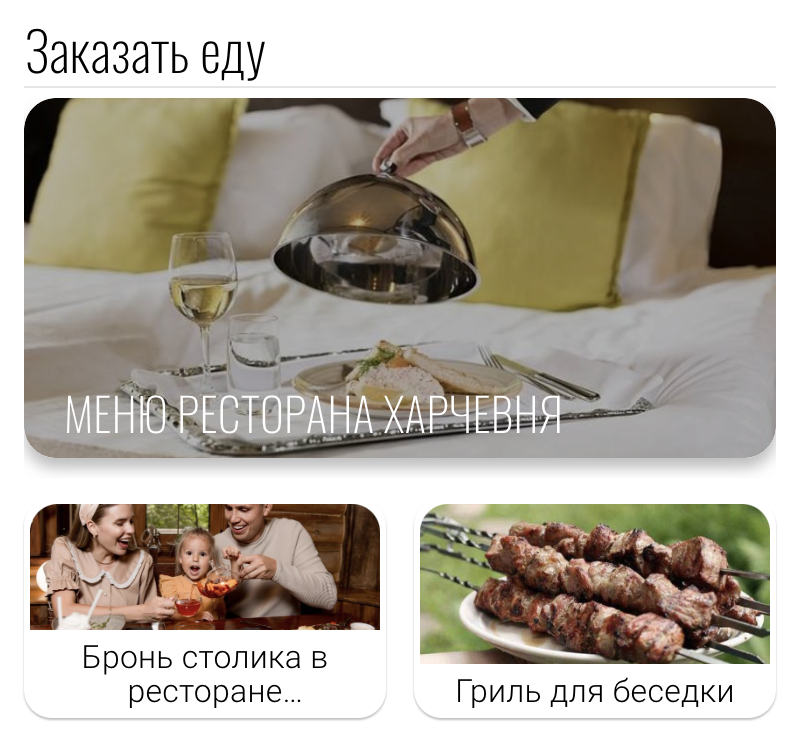 Заказать еду
МЕНЮ РЕСТОРАНА ХАРЧЕВНЯ
Бронь столика в
ресторане...
Гриль для беседки